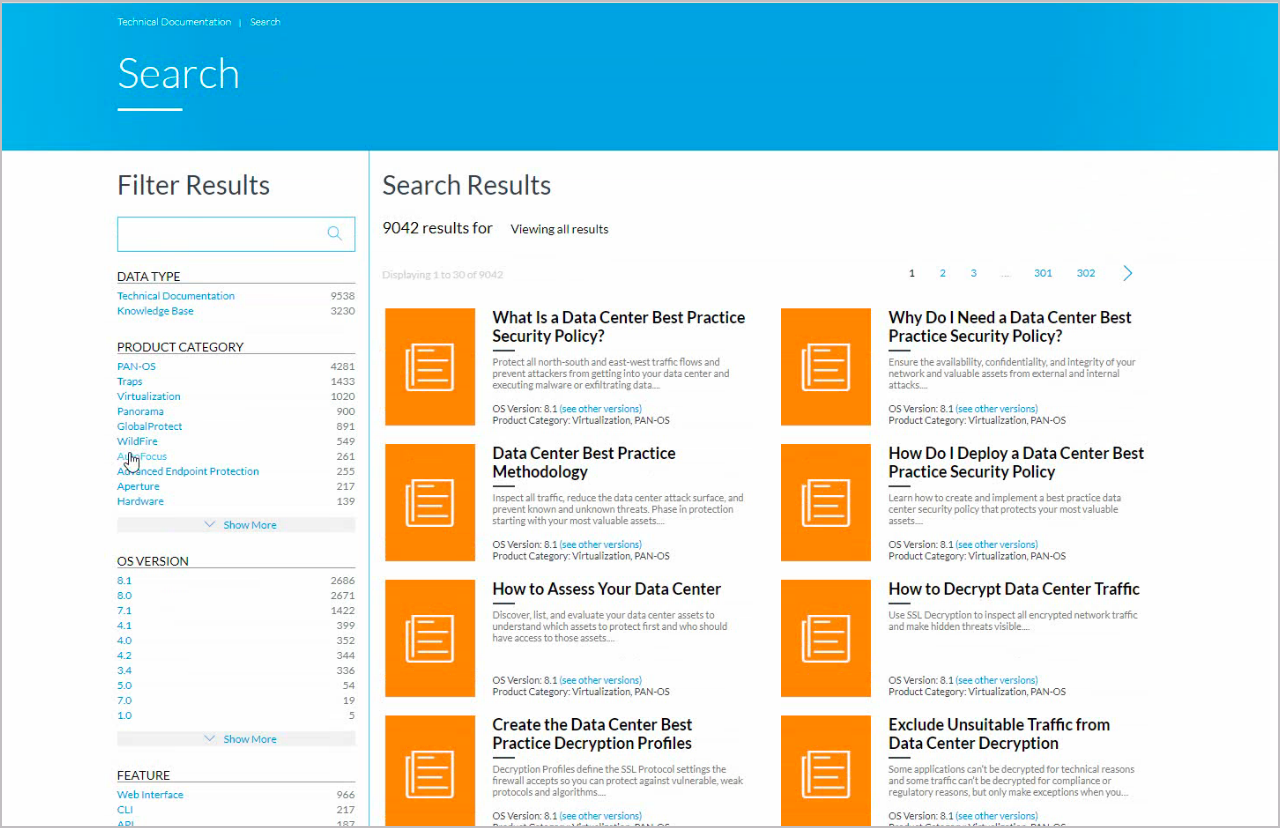 Technical Documentation | Search
Search
Filter Results
DATA TYPE
Technical Documentation 9538
Knowledge Base 3230
PRODUCT CATEGORY
PAN-OS 4281
Traps 1433
Virtualization 1020
Panorama 900
GlobalProtect 891
WildFire 549
AutoFocus 261
Advanced Endpoint Protection 255
Aperture 217
Hardware 139
Show More
OS VERSION
8.1 2686
8.0 2671
7.1 1422
4.1 399
4.0 352
4.2 344
3.4 336
5.0 54
7.0 19
1.0 5
Show More
FEATURE
Web Interface 966
CLI 217
API 187
Search Results
9042 results for Viewing all results
Displaying 1 to 30 of 9042
1 2 3 ... 301 302
What Is a Data Center Best Practice
Security Policy?
Protect all north-south and east-west traffic flows and
prevent attackers from getting into your data center and
executing malware or exfiltrating data....
OS Version: 8.1 (see other versions)
Product Category: Virtualization, PAN-OS
Why Do I Need a Data Center Best
Practice Security Policy?
Ensure the availability, confidentiality, and integrity of your
network and valuable assets from external and internal
attacks....
OS Version: 8.1 (see other versions)
Product Category: Virtualization, PAN-OS
Data Center Best Practice
Methodology
Inspect all traffic, reduce the data center attack surface, and
prevent known and unknown threats. Phase in protection
starting with your most valuable assets....
OS Version: 8.1 (see other versions)
Product Category: Virtualization, PAN-OS
How Do I Deploy a Data Center Best
Practice Security Policy
Learn how to create and implement a best practice data
center security policy that protects your most valuable
assets....
OS Version: 8.1 (see other versions)
Product Category: Virtualization, PAN-OS
How to Assess Your Data Center
Discover, list, and evaluate your data center assets to
understand which assets to protect first and who should
have access to those assets....
OS Version: 8.1 (see other versions)
Product Category: Virtualization, PAN-OS
How to Decrypt Data Center Traffic
Use SSL Decryption to inspect all encrypted network traffic
and make hidden threats visible....
OS Version: 8.1 (see other versions)
Product Category: Virtualization, PAN-OS
Create the Data Center Best
Practice Decryption Profiles
Decryption Profiles define the SSL Protocol settings the
firewall accepts so you can protect against vulnerable, weak
protocols and algorithms....
OS Version: 8.1 (see other versions)
Product Category: Virtualization, PAN-OS
Exclude Unsuitable Traffic from
Data Center Decryption
Some applications can't be decrypted for technical reasons
and some traffic can't be decrypted for compliance or
regulatory reasons, but only make exceptions when you...
OS Version: 8.1 (see other versions)
Product Category: Virtualization, PAN-OS